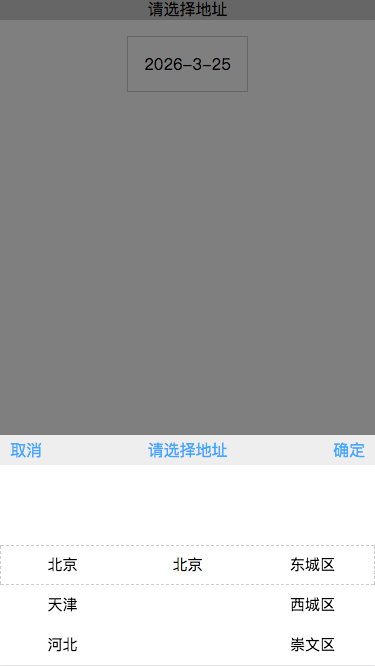 请选择地址
2026-3-25
取消 请选择地址 确定
北京 北京 东城区
天津 西城区
河北 崇文区